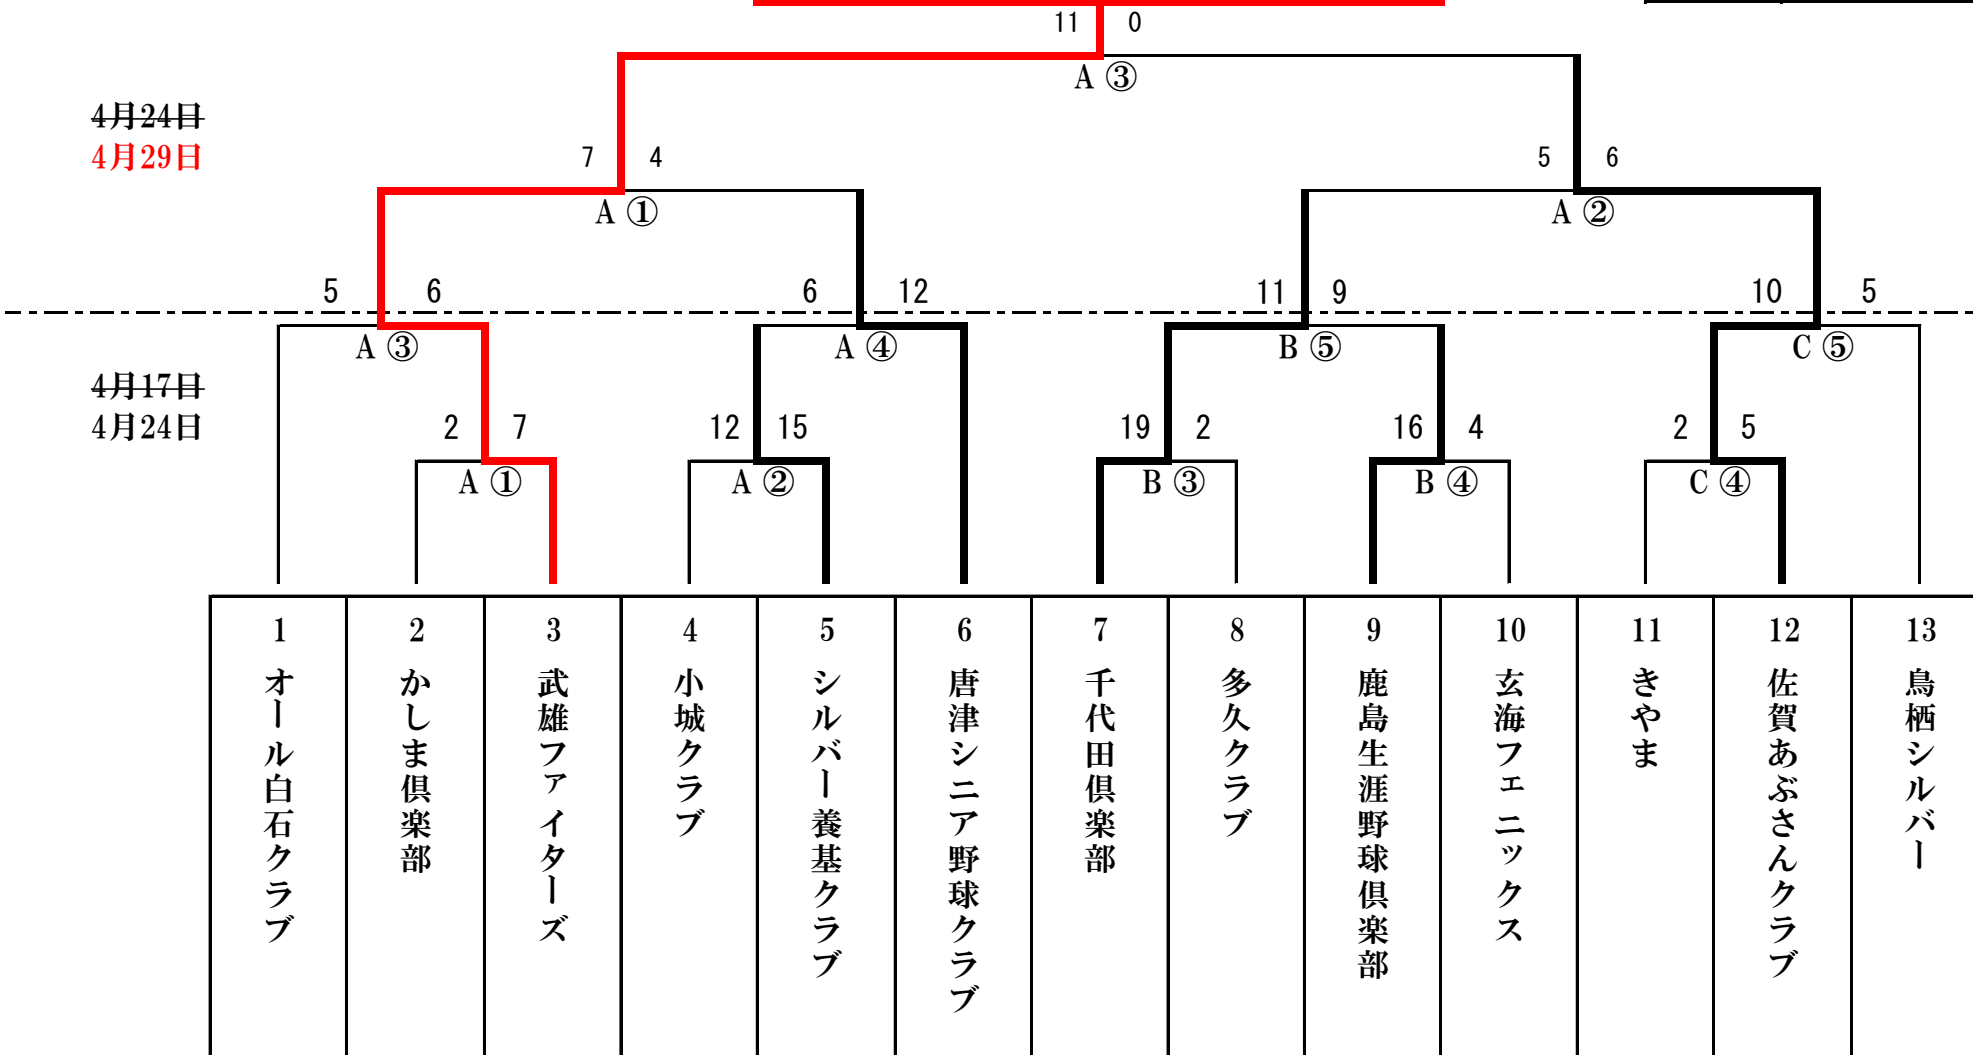 11 0
A ③
4月24日
4月29日
7 4
5 6
A ①
A ②
5 6
6 12
11 9
10 5
A ③
A ④
B ⑤
C ⑤
4月17日
4月24日
2 7
12 15
19 2
16 4
2 5
A ①
A ②
B ③
B ④
C ④
1 オール白石クラブ
2 かしま倶楽部
3 武雄ファイターズ
4 小城クラブ
5 シルバー養基クラブ
6 唐津シニア野球クラブ
7 千代田倶楽部
8 多久クラブ
9 鹿島生涯野球倶楽部
10 玄海フェニックス
11 きやま
12 佐賀あぶさんクラブ
13 鳥栖シルバー